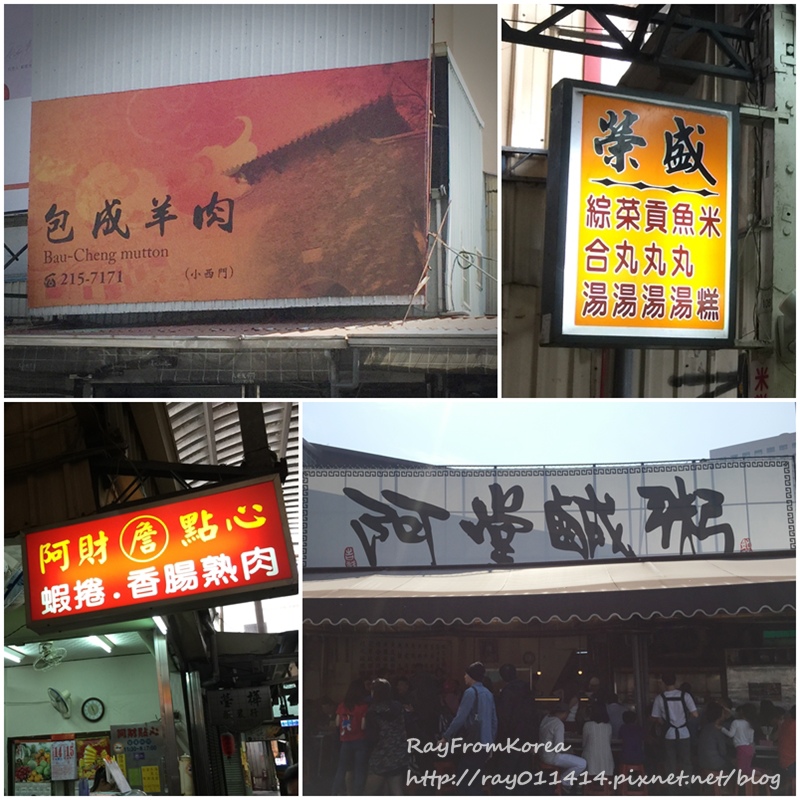 包成羊肉
Bau-Cheng mutton
☎215-7171 (小西門)
榮盛
綜菜貢魚米
合丸丸丸
湯湯湯湯糕
阿財 詹 點心
蝦捲.香腸熟肉
阿堂鹹粥
RayFromKorea
http://ray011414.pixnet.net/blog